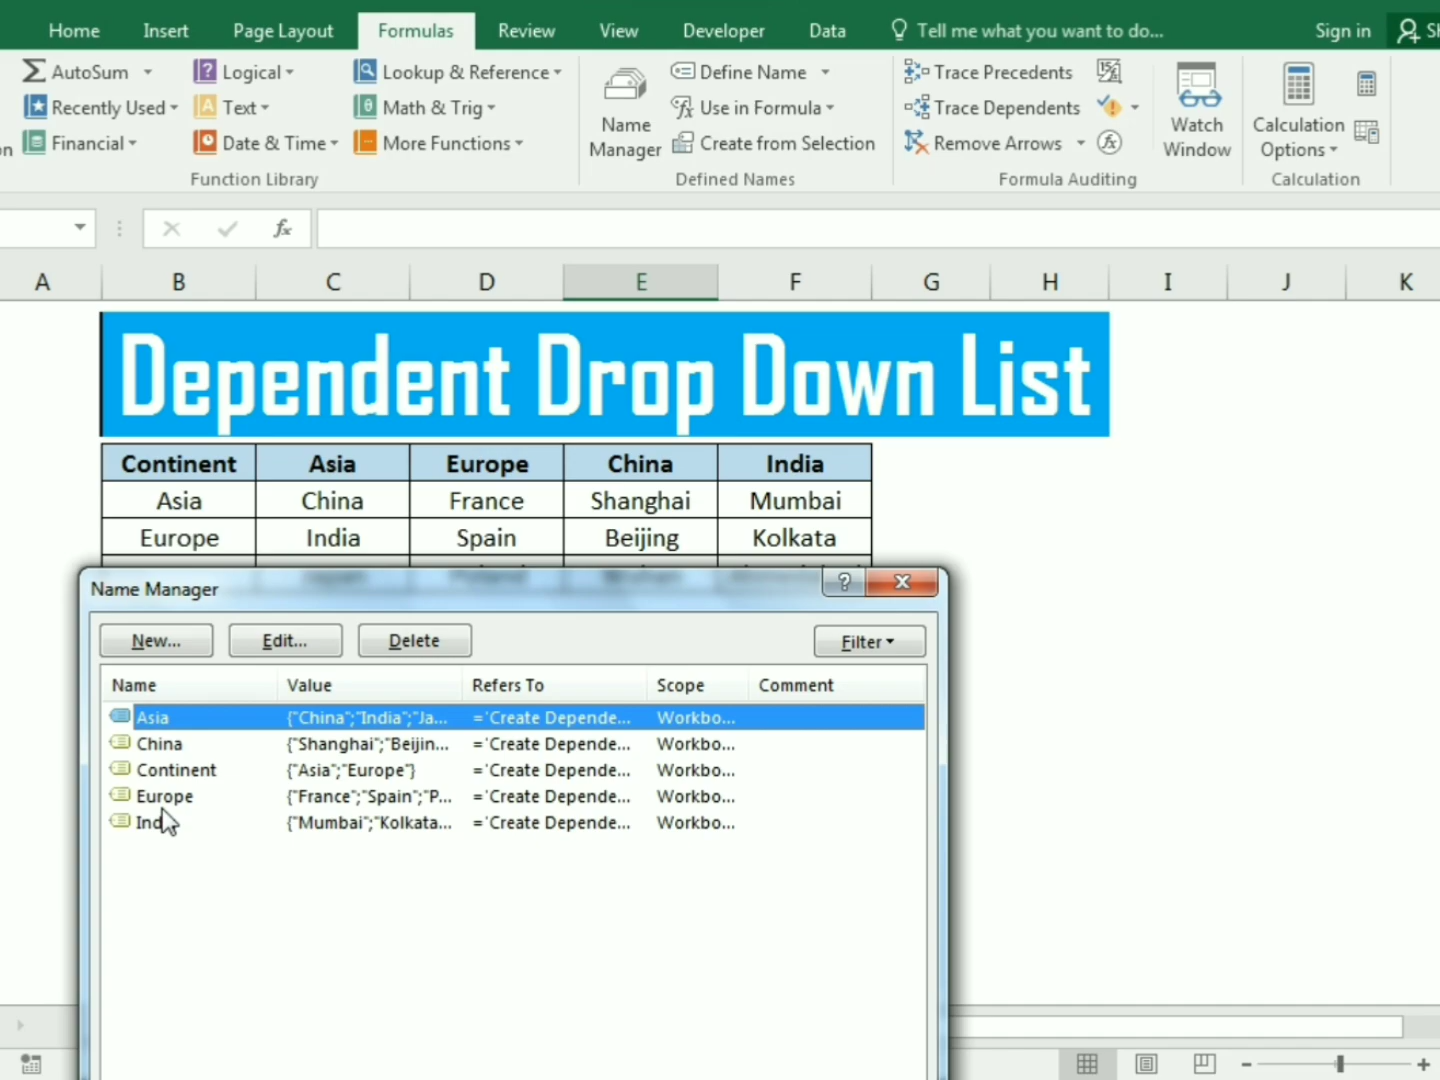 Home Insert Page Layout Formulas Review View Developer Data Tell me what you want to do... Sign in
AutoSum Logical Lookup & Reference Define Name Trace Precedents
Recently Used Text Math & Trig Use in Formula Trace Dependents
Financial Date & Time More Functions Name Manager Create from Selection Remove Arrows Watch Window Calculation Options
Function Library Defined Names Formula Auditing Calculation
fx
A B C D E F G H I J K
Dependent Drop Down List
Continent Asia Europe China India
Asia China France Shanghai Mumbai
Europe India Spain Beijing Kolkata
Name Manager
New... Edit... Delete Filter
Name Value Refers To Scope Comment
Asia {"China";"India";"Ja... ='Create Depende... Workbo...
China {"Shanghai";"Beijin... ='Create Depende... Workbo...
Continent {"Asia";"Europe"} ='Create Depende... Workbo...
Europe {"France";"Spain";"P... ='Create Depende... Workbo...
Ind {"Mumbai";"Kolkata... ='Create Depende... Workbo...